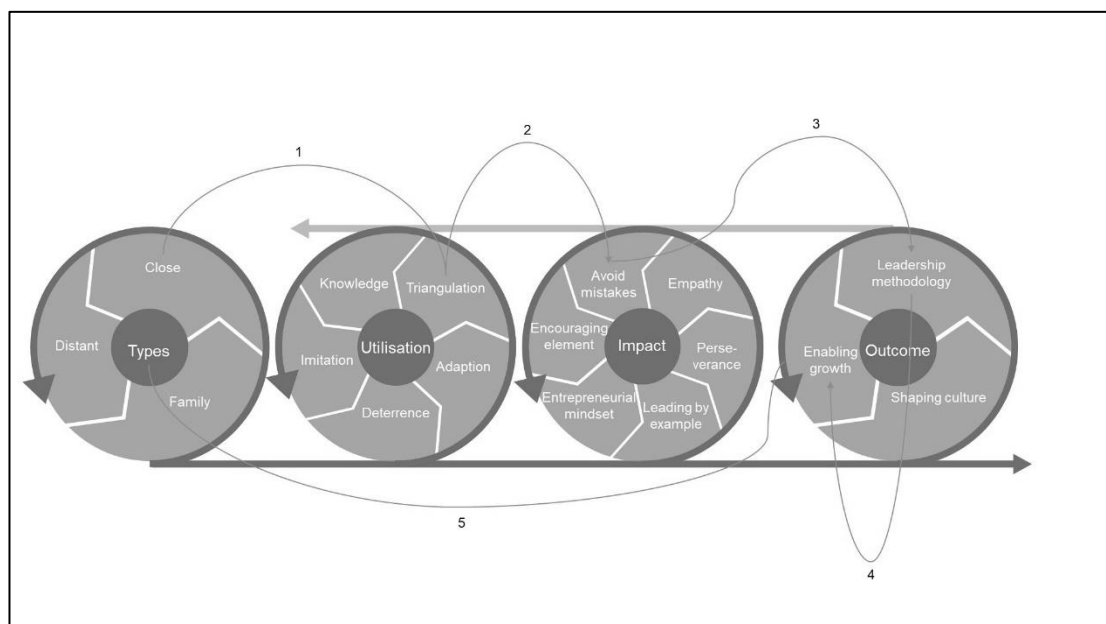 1
2
3
Close
Distant
Types
Family
Knowledge
Triangulation
Imitation
Utilisation
Adaption
Deterrence
Avoid
mistakes
Empathy
Encouraging
element
Impact
Perse-
verance
Entrepreneurial
mindset
Leading by
example
Leadership
methodology
Enabling
growth
Outcome
Shaping culture
5
4